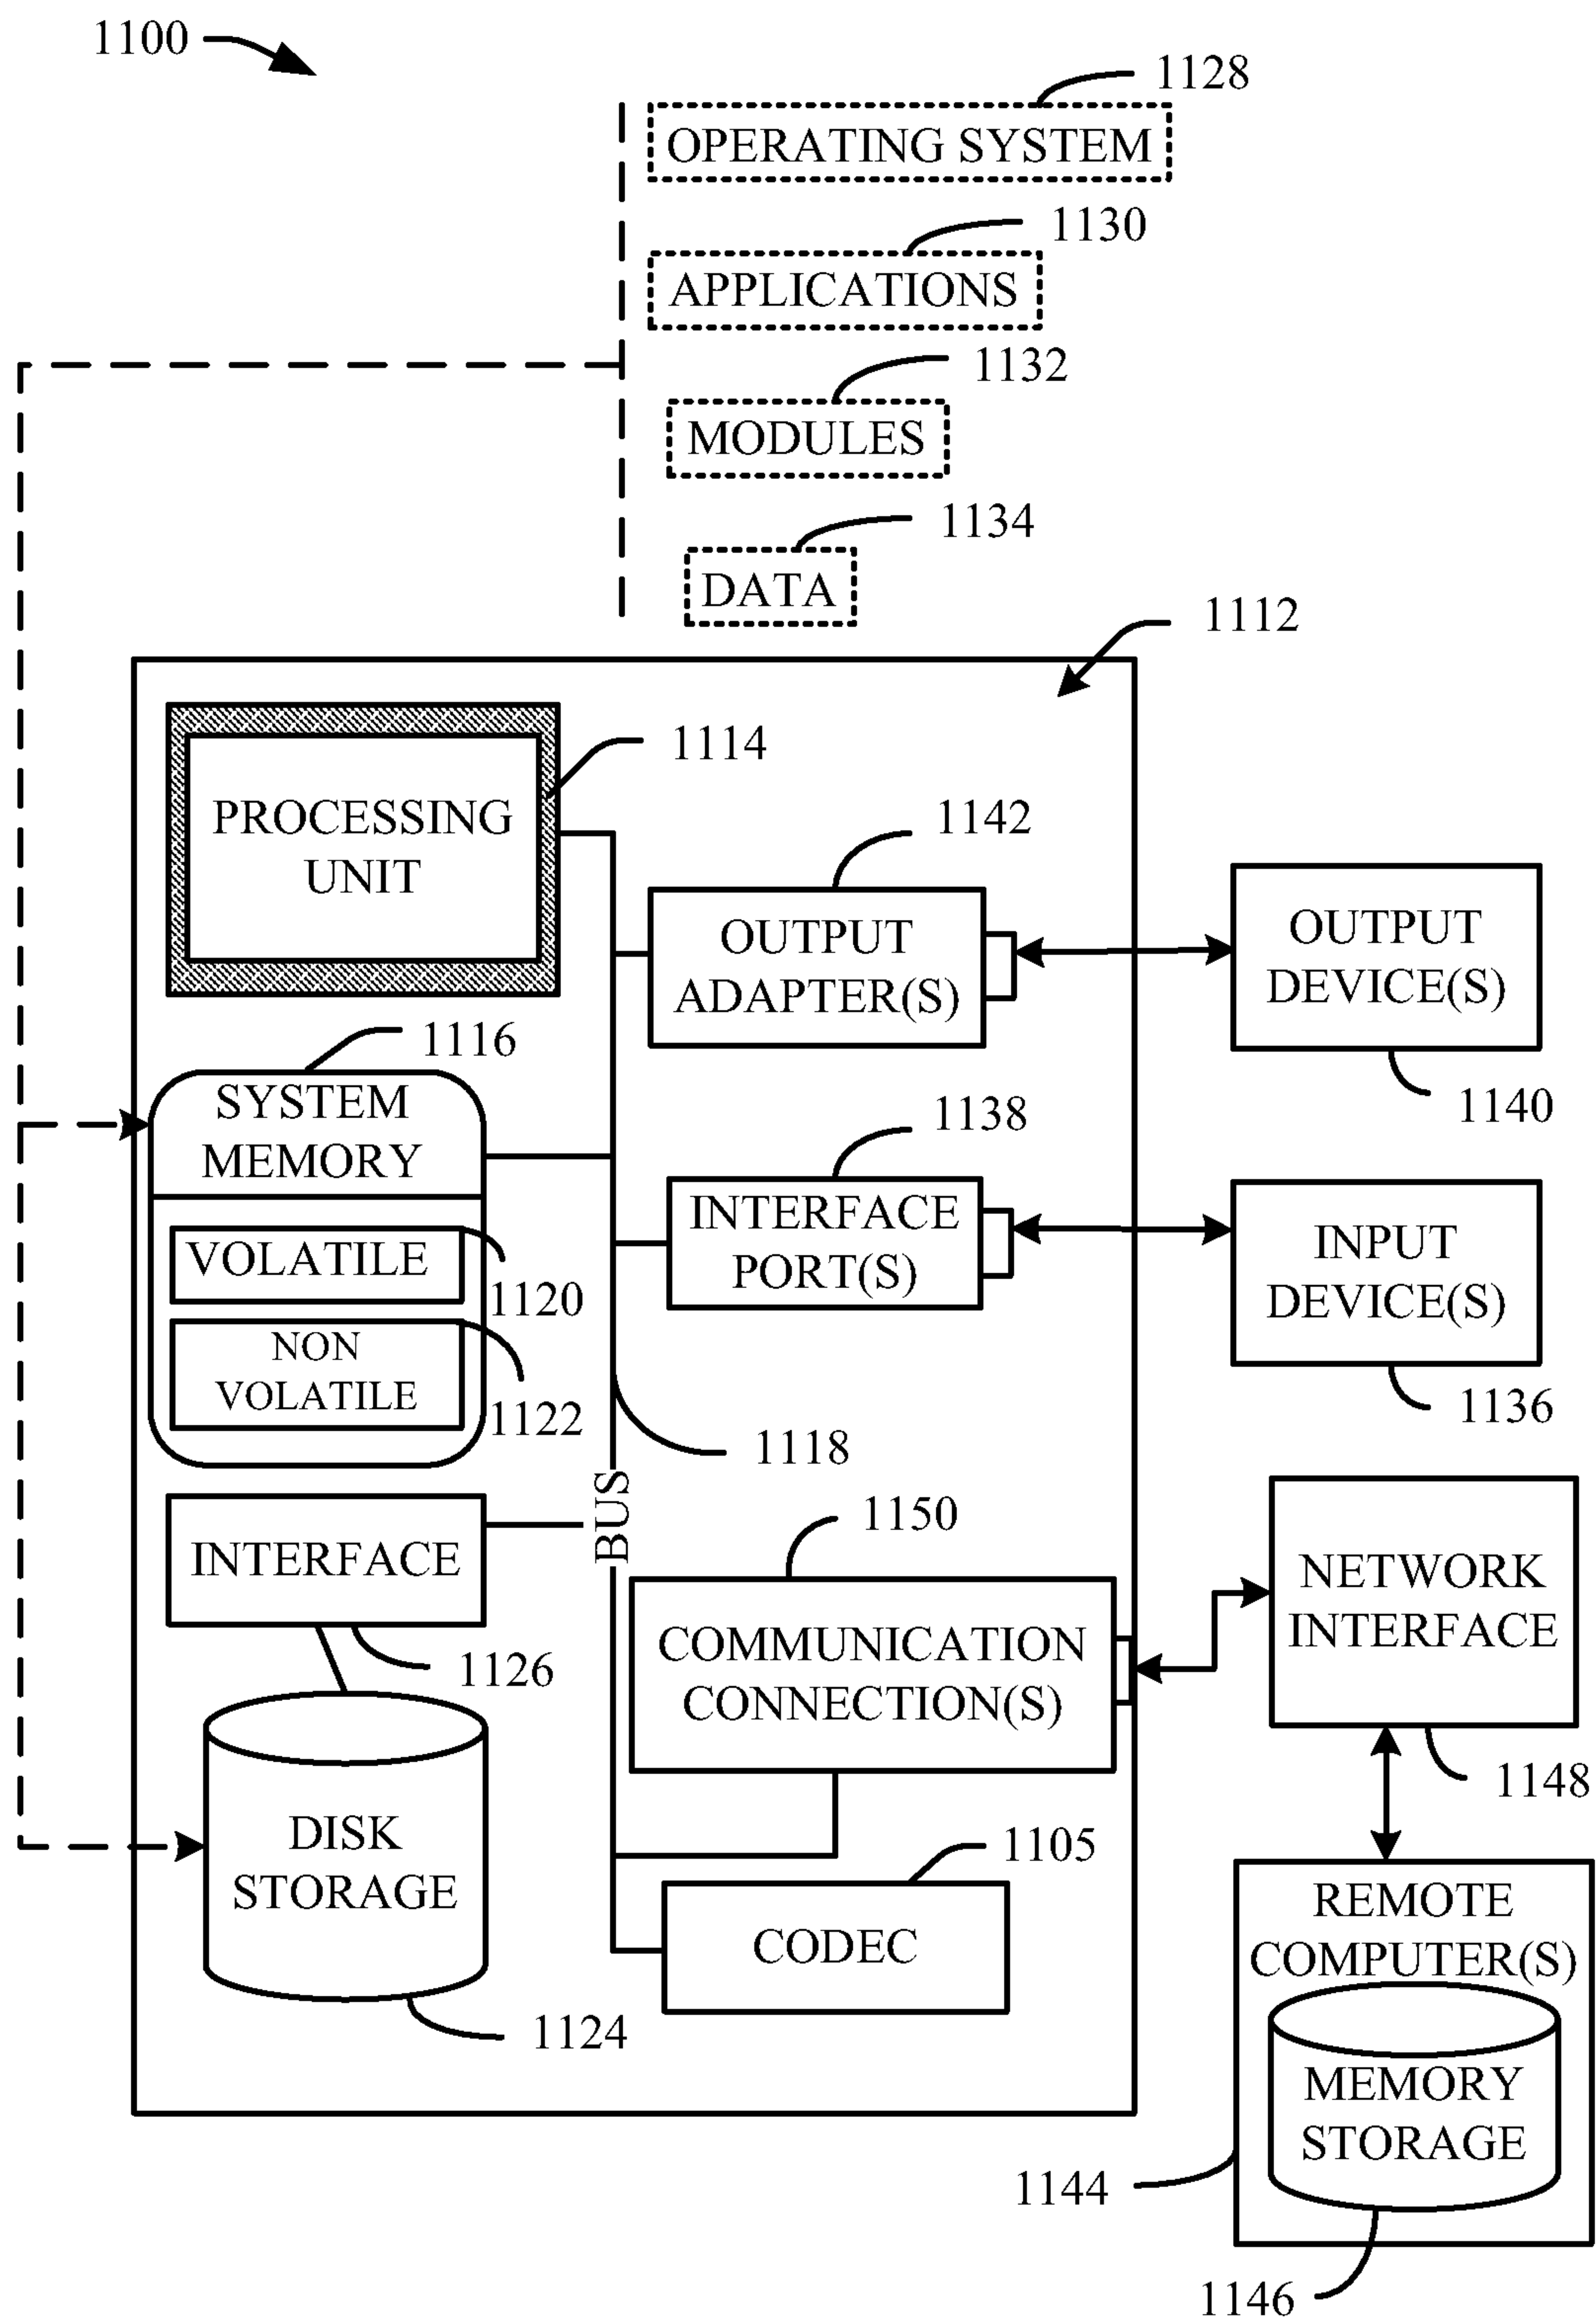 1100
1128
OPERATING SYSTEM
1130
APPLICATIONS
1132
MODULES
1134
DATA
1112
1114
PROCESSING
UNIT
1142
OUTPUT
ADAPTER(S)
OUTPUT
DEVICE(S)
1140
1116
SYSTEM
MEMORY
VOLATILE
1120
NON
VOLATILE
1122
1138
INTERFACE
PORT(S)
INPUT
DEVICE(S)
1136
1118
BUS
INTERFACE
1126
1150
COMMUNICATION
CONNECTION(S)
NETWORK
INTERFACE
1148
DISK
STORAGE
1124
1105
CODEC
REMOTE
COMPUTER(S)
MEMORY
STORAGE
1144
1146